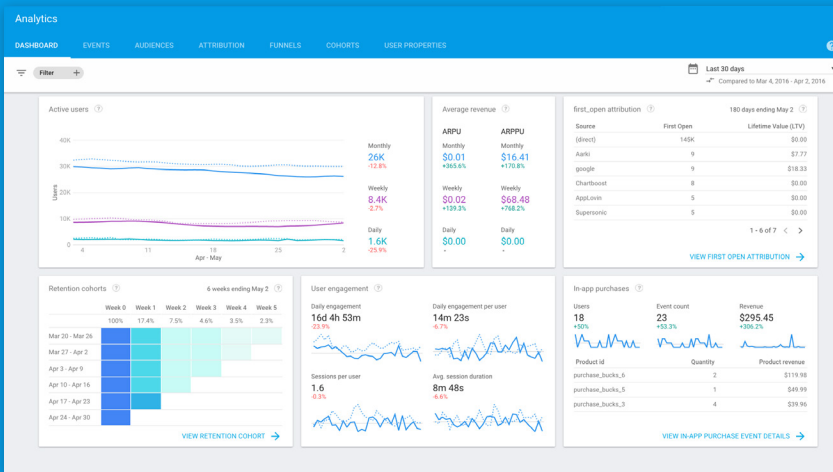 Analytics
DASHBOARD EVENTS AUDIENCES ATTRIBUTION FUNNELS COHORTS USER PROPERTIES
Filter +
Last 30 days
Compared to Mar 4, 2016 - Apr 2, 2016
Active users
40K
30K
20K
10K
0
Users
4 11 18 25 2
Apr - May
Monthly
26K
-12.8%
Weekly
8.4K
-2.7%
Daily
1.6K
-25.9%
Average revenue
ARPU ARPPU
Monthly Monthly
$0.01 $16.41
+365.6% +170.8%
Weekly Weekly
$0.02 $68.48
+139.3% +768.2%
Daily Daily
$0.00 $0.00
- -
first_open attribution 180 days ending May 2
Source First Open Lifetime Value (LTV)
(direct) 145K $0.00
Aarki 9 $7.77
google 9 $18.33
Chartboost 8 $0.00
AppLovin 5 $0.00
Supersonic 5 $0.00
1 - 6 of 7
VIEW FIRST OPEN ATTRIBUTION
Retention cohorts 6 weeks ending May 2
Week 0 Week 1 Week 2 Week 3 Week 4 Week 5
100% 17.4% 7.5% 4.6% 3.5% 2.3%
Mar 20 - Mar 26
Mar 27 - Apr 2
Apr 3 - Apr 9
Apr 10 - Apr 16
Apr 17 - Apr 23
Apr 24 - Apr 30
VIEW RETENTION COHORT
User engagement
Daily engagement Daily engagement per user
16d 4h 53m 14m 23s
-23.9% -6.7%
Sessions per user Avg. session duration
1.6 8m 48s
-0.3% -6.6%
In-app purchases
Users Event count Revenue
18 23 $295.45
+50% +53.3% +306.2%
Product id Quantity Product revenue
purchase_bucks_6 2 $119.98
purchase_bucks_5 1 $49.99
purchase_bucks_3 4 $39.96
VIEW IN-APP PURCHASE EVENT DETAILS